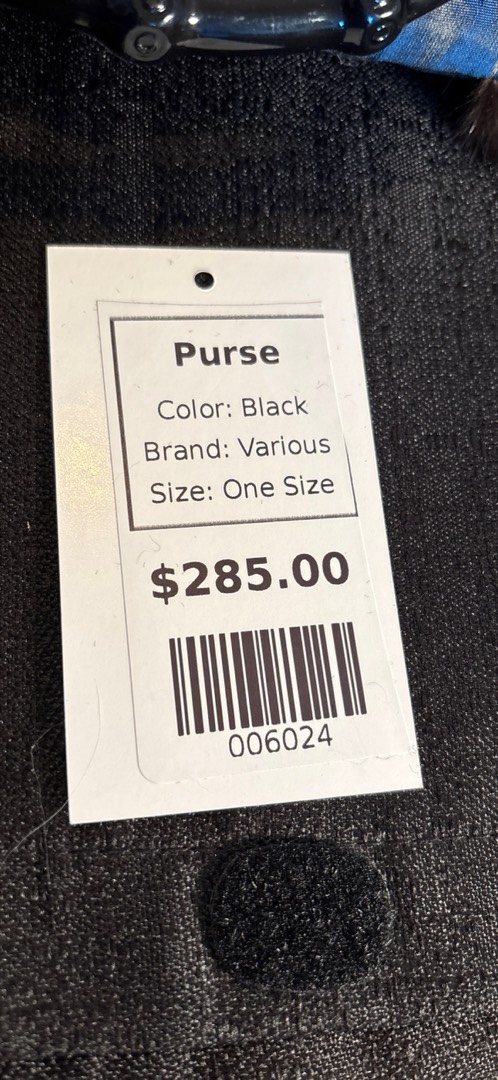 Purse
Color: Black
Brand: Various
Size: One Size
$285.00
006024